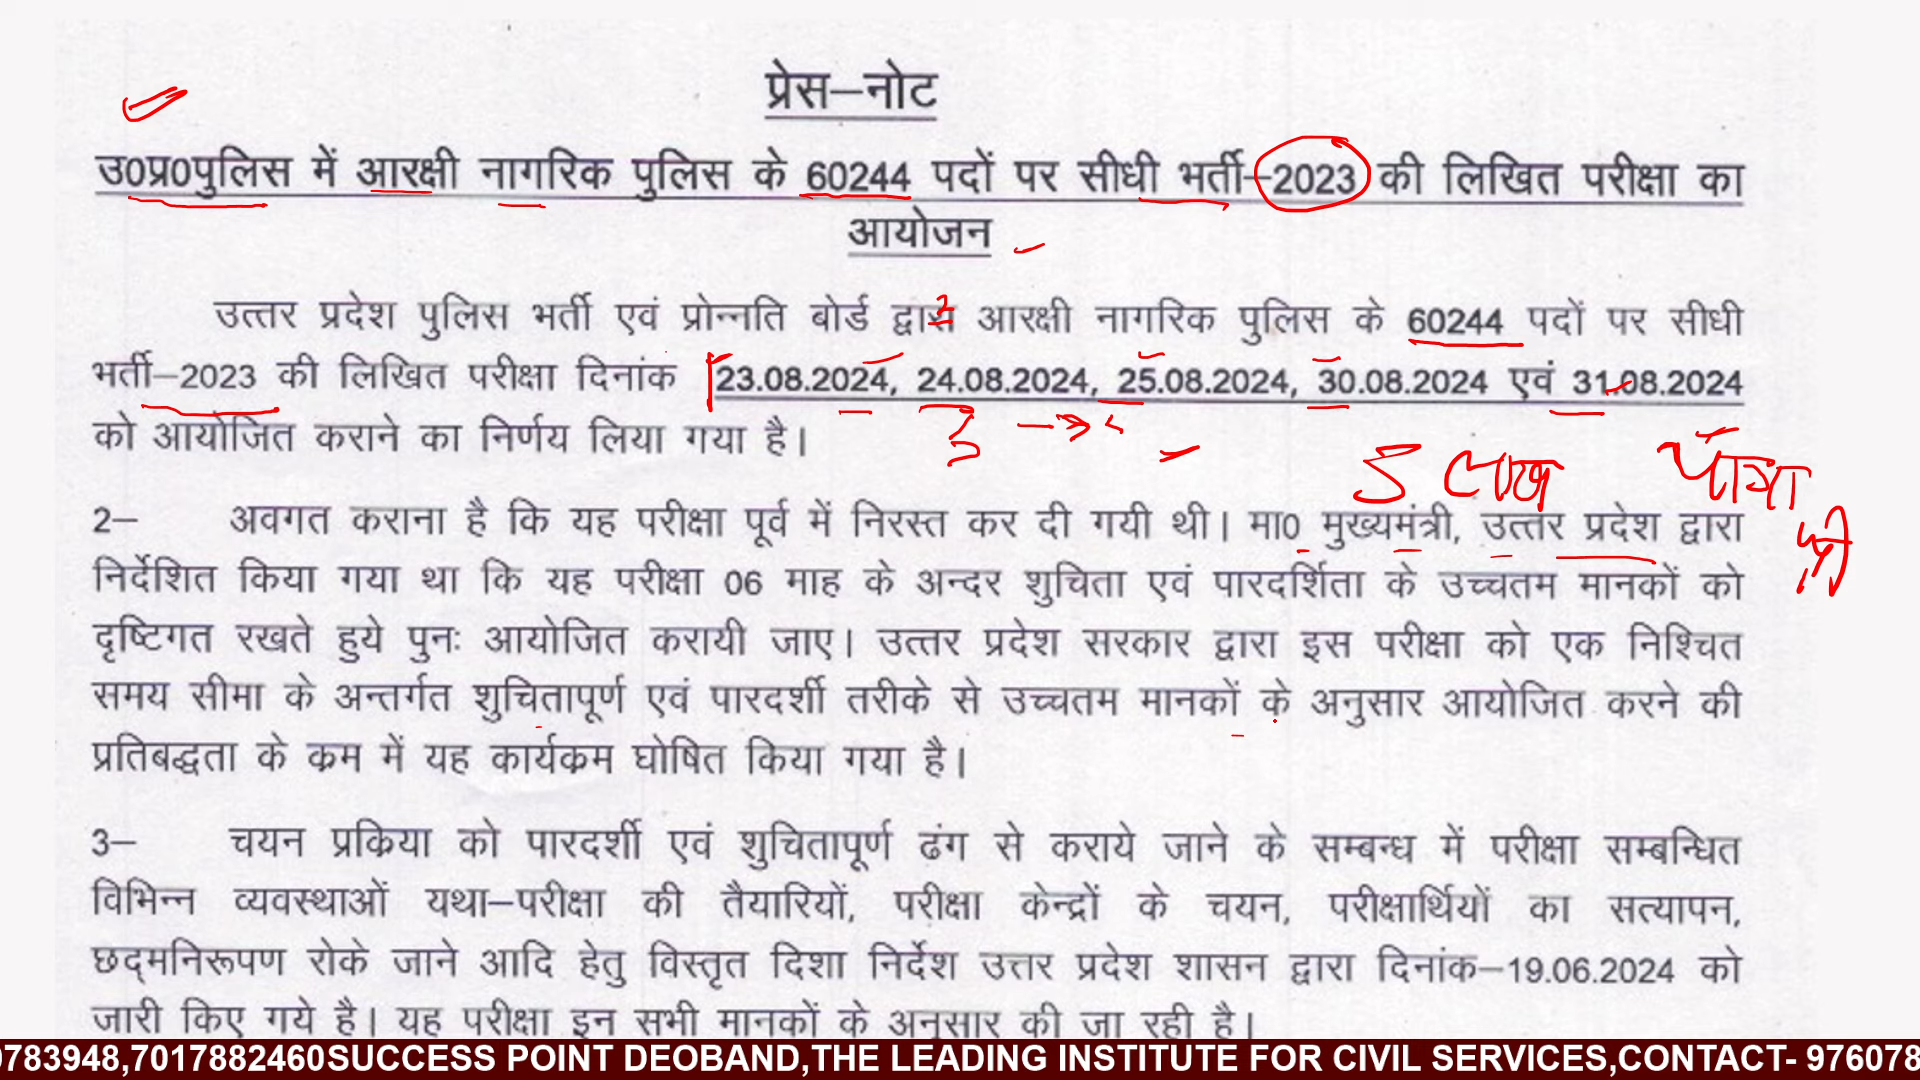 प्रेस–नोट
उ0प्र0पुलिस में आरक्षी नागरिक पुलिस के 60244 पदों पर सीधी भर्ती–2023 की लिखित परीक्षा का
आयोजन
उत्तर प्रदेश पुलिस भर्ती एवं प्रोन्नति बोर्ड द्वारा आरक्षी नागरिक पुलिस के 60244 पदों पर सीधी
भर्ती–2023 की लिखित परीक्षा दिनांक 23.08.2024, 24.08.2024, 25.08.2024, 30.08.2024 एवं 31.08.2024
को आयोजित कराने का निर्णय लिया गया है।
5 लाख
2– अवगत कराना है कि यह परीक्षा पूर्व में निरस्त कर दी गयी थी। मा0 मुख्यमंत्री, उत्तर प्रदेश द्वारा
निर्देशित किया गया था कि यह परीक्षा 06 माह के अन्दर शुचिता एवं पारदर्शिता के उच्चतम मानकों को
दृष्टिगत रखते हुये पुनः आयोजित करायी जाए। उत्तर प्रदेश सरकार द्वारा इस परीक्षा को एक निश्चित
समय सीमा के अन्तर्गत शुचितापूर्ण एवं पारदर्शी तरीके से उच्चतम मानकों के अनुसार आयोजित करने की
प्रतिबद्धता के कम में यह कार्यकम घोषित किया गया है।
3– चयन प्रकिया को पारदर्शी एवं शुचितापूर्ण ढंग से कराये जाने के सम्बन्ध में परीक्षा सम्बन्धित
विभिन्न व्यवस्थाओं यथा–परीक्षा की तैयारियों, परीक्षा केन्द्रों के चयन, परीक्षार्थियों का सत्यापन,
छद्मनिरूपण रोके जाने आदि हेतु विस्तृत दिशा निर्देश उत्तर प्रदेश शासन द्वारा दिनांक–19.06.2024 को
जारी किए गये है। यह परीक्षा इन सभी मानकों के अनुसार की जा रही है।
0783948,7017882460SUCCESS POINT DEOBAND,THE LEADING INSTITUTE FOR CIVIL SERVICES,CONTACT- 976078